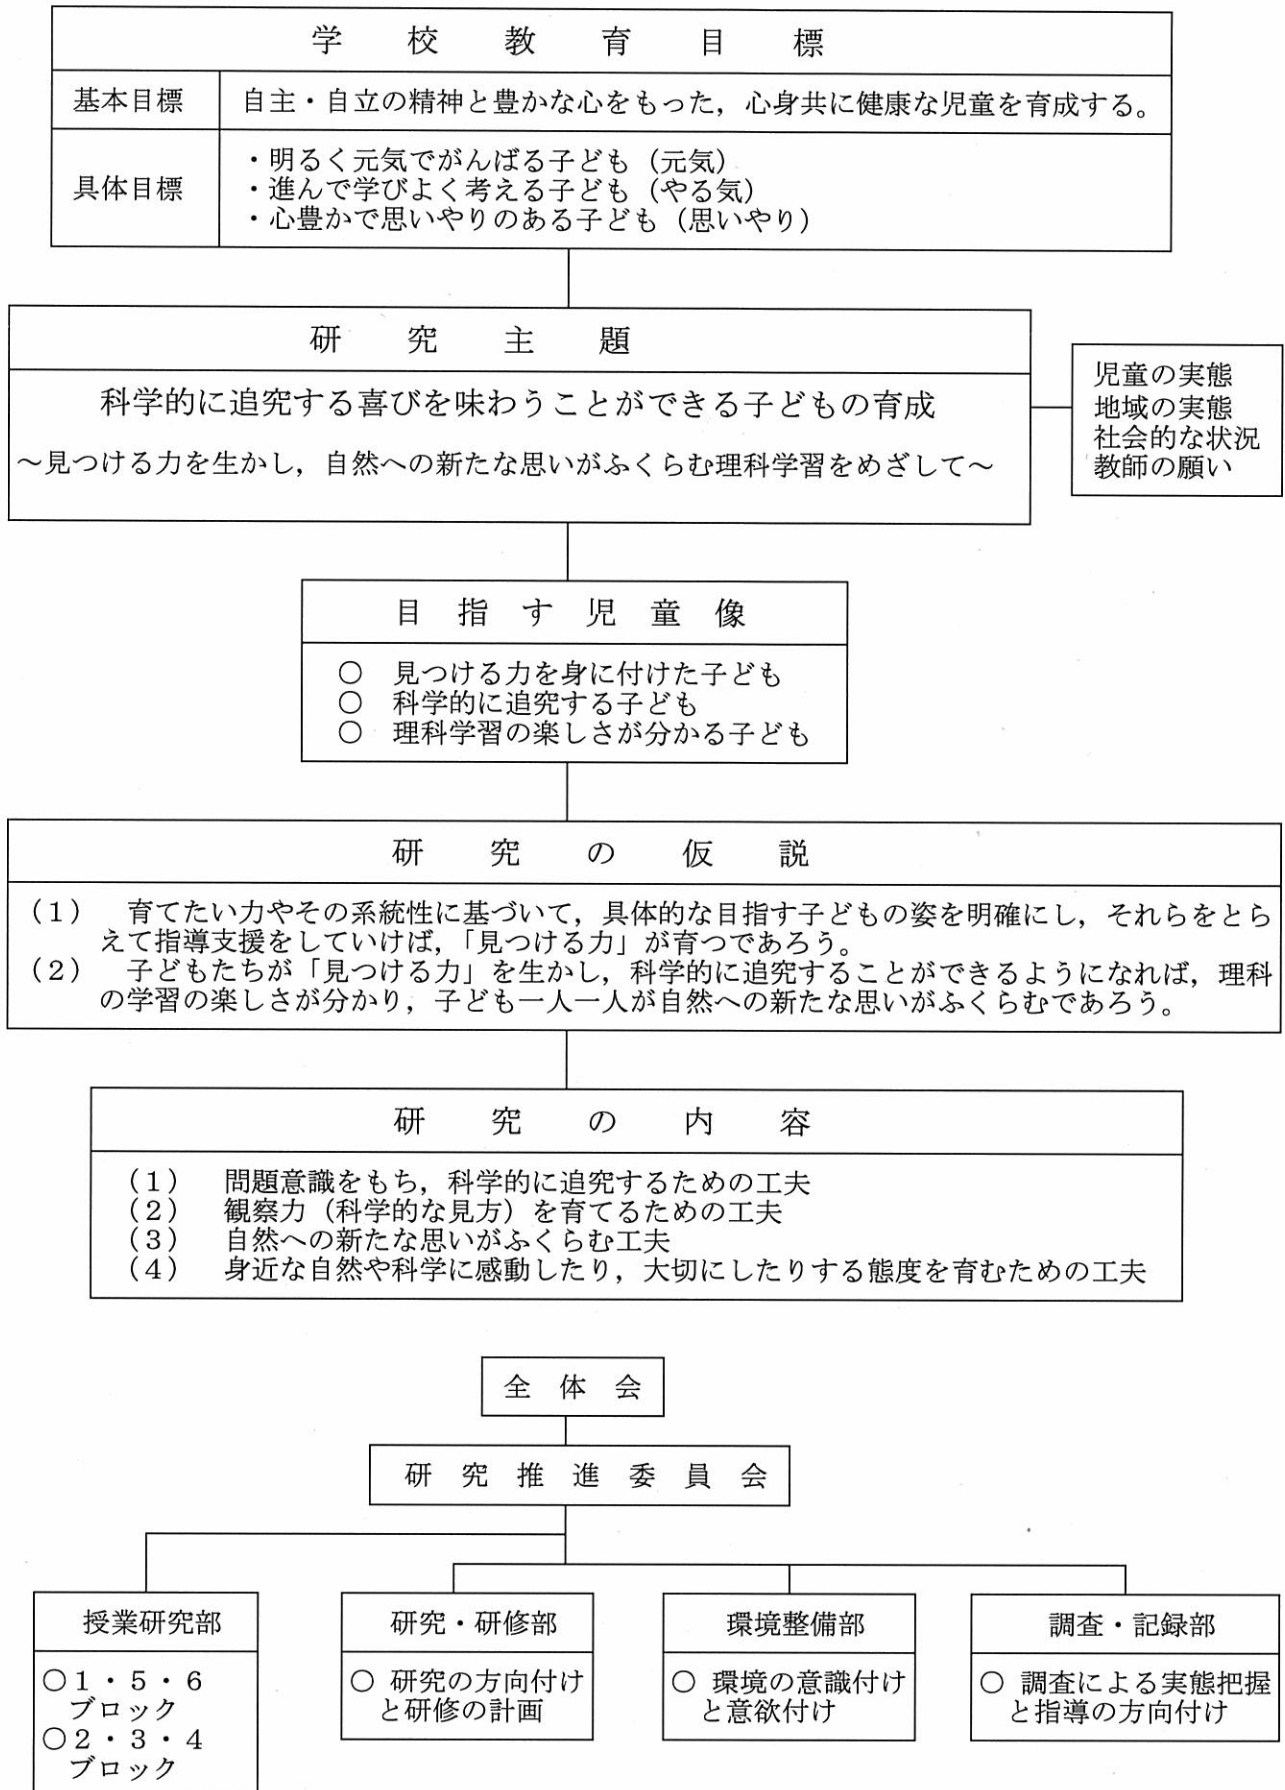 学校教育目標
基本目標
自主・自立の精神と豊かな心をもった，心身共に健康な児童を育成する。
具体目標
・明るく元気でがんばる子ども（元気）
・進んで学びよく考える子ども（やる気）
・心豊かで思いやりのある子ども（思いやり）
研究主題
科学的に追究する喜びを味わうことができる子どもの育成
～見つける力を生かし，自然への新たな思いがふくらむ理科学習をめざして～
児童の実態
地域の実態
社会的な状況
教師の願い
目指す児童像
○　見つける力を身に付けた子ども
○　科学的に追究する子ども
○　理科学習の楽しさが分かる子ども
研究の仮説
（１）　育てたい力やその系統性に基づいて，具体的な目指す子どもの姿を明確にし，それらをとら
えて指導支援をしていけば，「見つける力」が育つであろう。
（２）　子どもたちが「見つける力」を生かし，科学的に追究することができるようになれば，理科
の学習の楽しさが分かり，子ども一人一人が自然への新たな思いがふくらむであろう。
研究の内容
（１）　問題意識をもち，科学的に追究するための工夫
（２）　観察力（科学的な見方）を育てるための工夫
（３）　自然への新たな思いがふくらむ工夫
（４）　身近な自然や科学に感動したり，大切にしたりする態度を育むための工夫
全体会
研究推進委員会
授業研究部
○１・５・６
ブロック
○２・３・４
ブロック
研究・研修部
○ 研究の方向付け
と研修の計画
環境整備部
○ 環境の意識付け
と意欲付け
調査・記録部
○ 調査による実態把握
と指導の方向付け